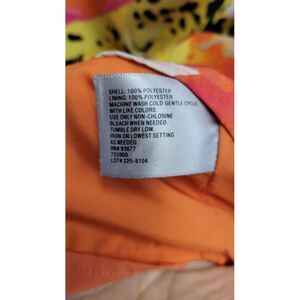 SHELL: 100% POLYESTER
LINING: 100% POLYESTER
MACHINE WASH COLD GENTLE CYCLE
WITH LIKE COLORS
USE ONLY NON-CHLORINE
BLEACH WHEN NEEDED
TUMBLE DRY LOW
IRON ON LOWEST SETTING
AS NEEDED
RN# 93677
755900
LOT# 225-8104